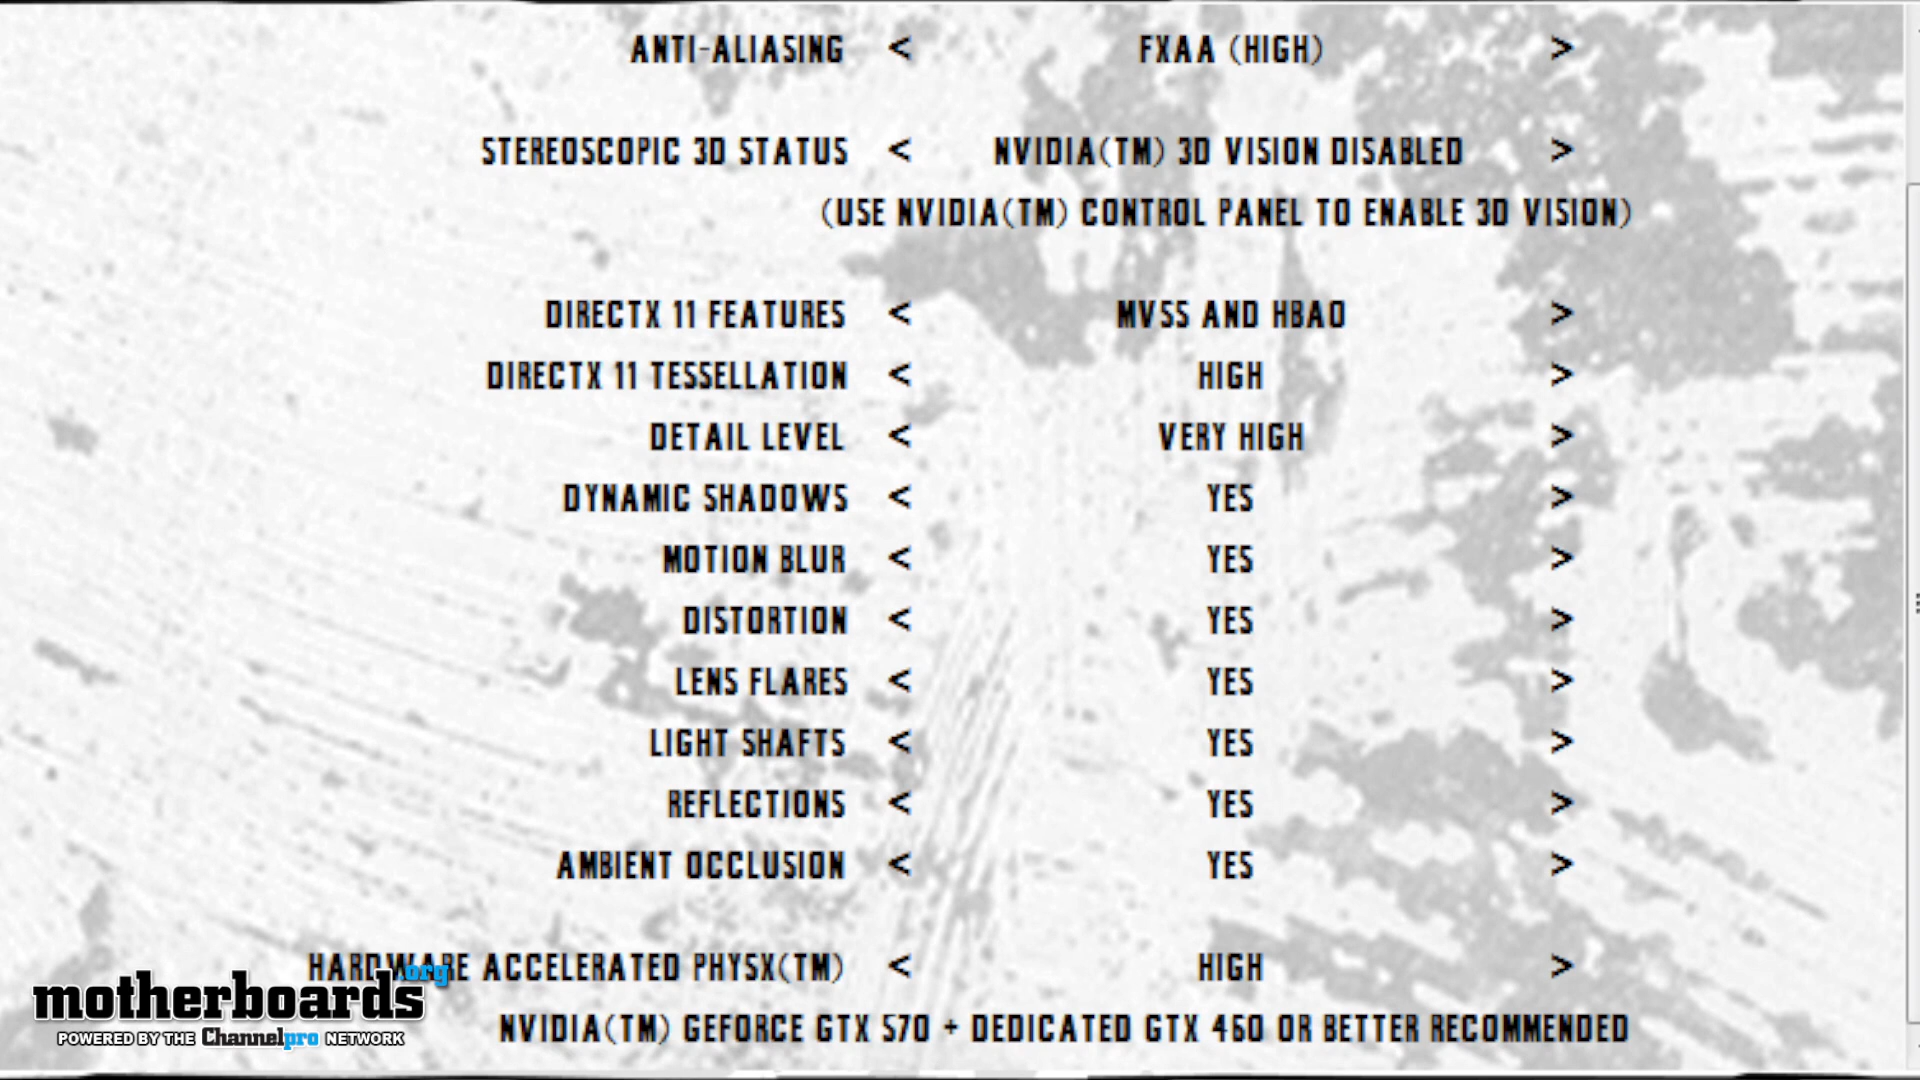 ANTI-ALIASING < FXAA (HIGH) >
STEREOSCOPIC 3D STATUS < NVIDIA(TM) 3D VISION DISABLED >
(USE NVIDIA(TM) CONTROL PANEL TO ENABLE 3D VISION)
DIRECTX 11 FEATURES < MVSS AND HBAO >
DIRECTX 11 TESSELLATION < HIGH >
DETAIL LEVEL < VERY HIGH >
DYNAMIC SHADOWS < YES >
MOTION BLUR < YES >
DISTORTION < YES >
LENS FLARES < YES >
LIGHT SHAFTS < YES >
REFLECTIONS < YES >
AMBIENT OCCLUSION < YES >
HARDWARE ACCELERATED PHYSX(TM) < HIGH >
NVIDIA(TM) GEFORCE GTX 570 + DEDICATED GTX 460 OR BETTER RECOMMENDED
motherboards.org
POWERED BY THE Channelpro NETWORK